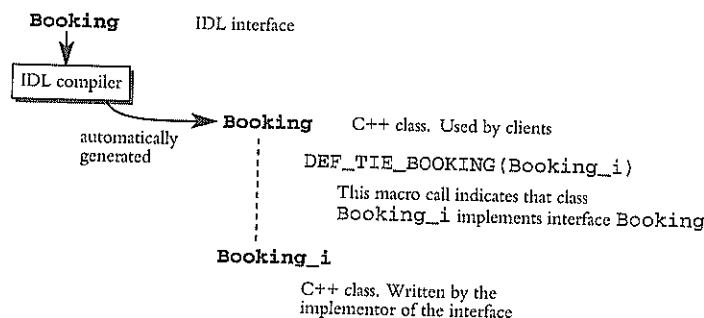 Booking IDL interface
IDL compiler
automatically
generated
Booking C++ class. Used by clients
DEF_TIE_BOOKING(Booking_i)
This macro call indicates that class
Booking_i implements interface Booking
Booking_i
C++ class. Written by the
implementor of the interface